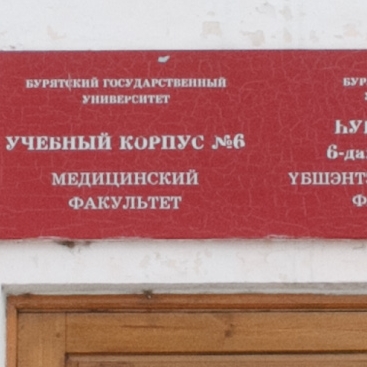 БУРЯТСКИЙ ГОСУДАРСТВЕННЫЙ
УНИВЕРСИТЕТ
УЧЕБНЫЙ КОРПУС №6
МЕДИЦИНСКИЙ
ФАКУЛЬТЕТ